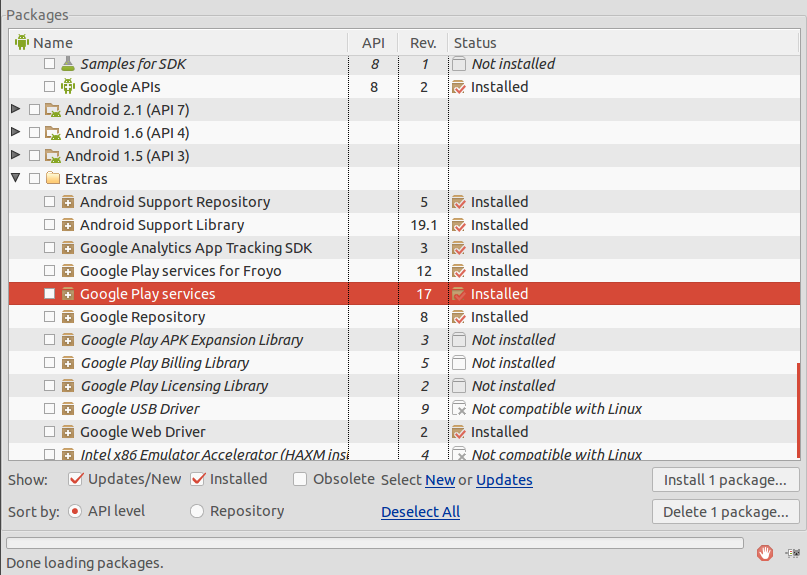 Packages
Name API Rev. Status
Samples for SDK 8 1 Not installed
Google APIs 8 2 Installed
Android 2.1 (API 7)
Android 1.6 (API 4)
Android 1.5 (API 3)
Extras
Android Support Repository 5 Installed
Android Support Library 19.1 Installed
Google Analytics App Tracking SDK 3 Installed
Google Play services for Froyo 12 Installed
Google Play services 17 Installed
Google Repository 8 Installed
Google Play APK Expansion Library 3 Not installed
Google Play Billing Library 5 Not installed
Google Play Licensing Library 2 Not installed
Google USB Driver 9 Not compatible with Linux
Google Web Driver 2 Installed
Intel x86 Emulator Accelerator (HAXM inst 4 Not compatible with Linux
Show: Updates/New Installed Obsolete Select New or Updates Install 1 package...
Sort by: API level Repository Deselect All Delete 1 package...
Done loading packages.